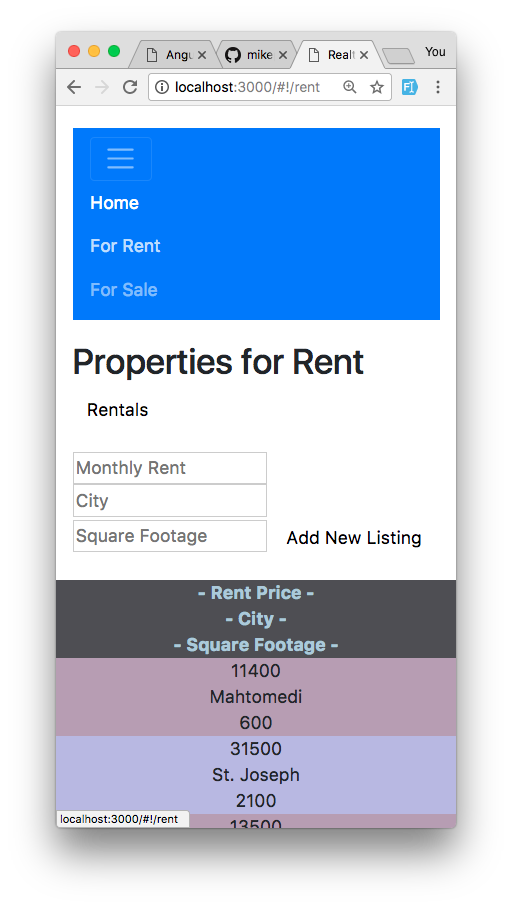 Angu
mike
Realt
You
localhost:3000/#!/rent
Home
For Rent
For Sale
Properties for Rent
Rentals
Monthly Rent
City
Square Footage
Add New Listing
- Rent Price -
- City -
- Square Footage -
11400
Mahtomedi
600
31500
St. Joseph
2100
13500
localhost:3000/#!/rent